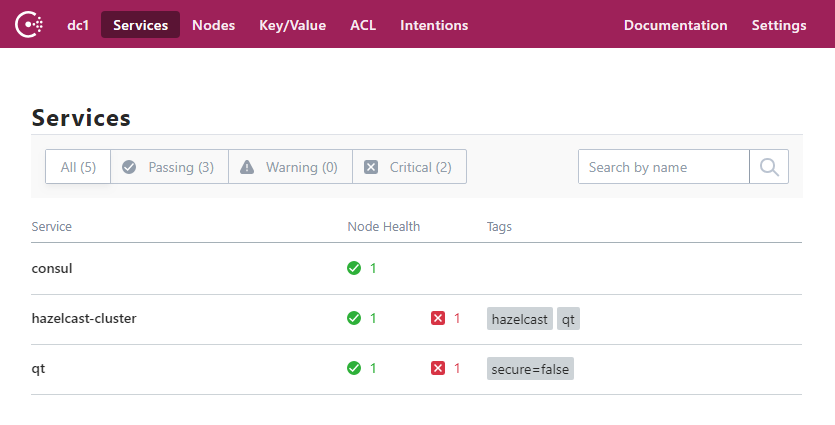 dc1 Services Nodes Key/Value ACL Intentions Documentation Settings
Services
All (5) Passing (3) Warning (0) Critical (2) Search by name
Service Node Health Tags
consul 1
hazelcast-cluster 1 1 hazelcast qt
qt 1 1 secure=false